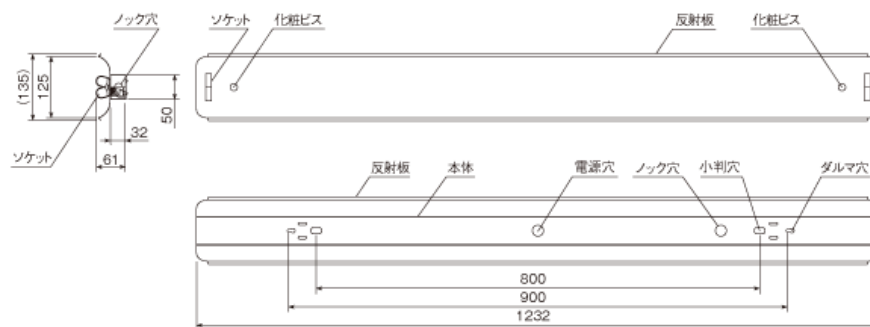 ノック穴
ソケット
化粧ビス
反射板
化粧ビス
(135)
125
50
32
61
ソケット
反射板
本体
電源穴
ノック穴
小判穴
ダルマ穴
800
900
1232